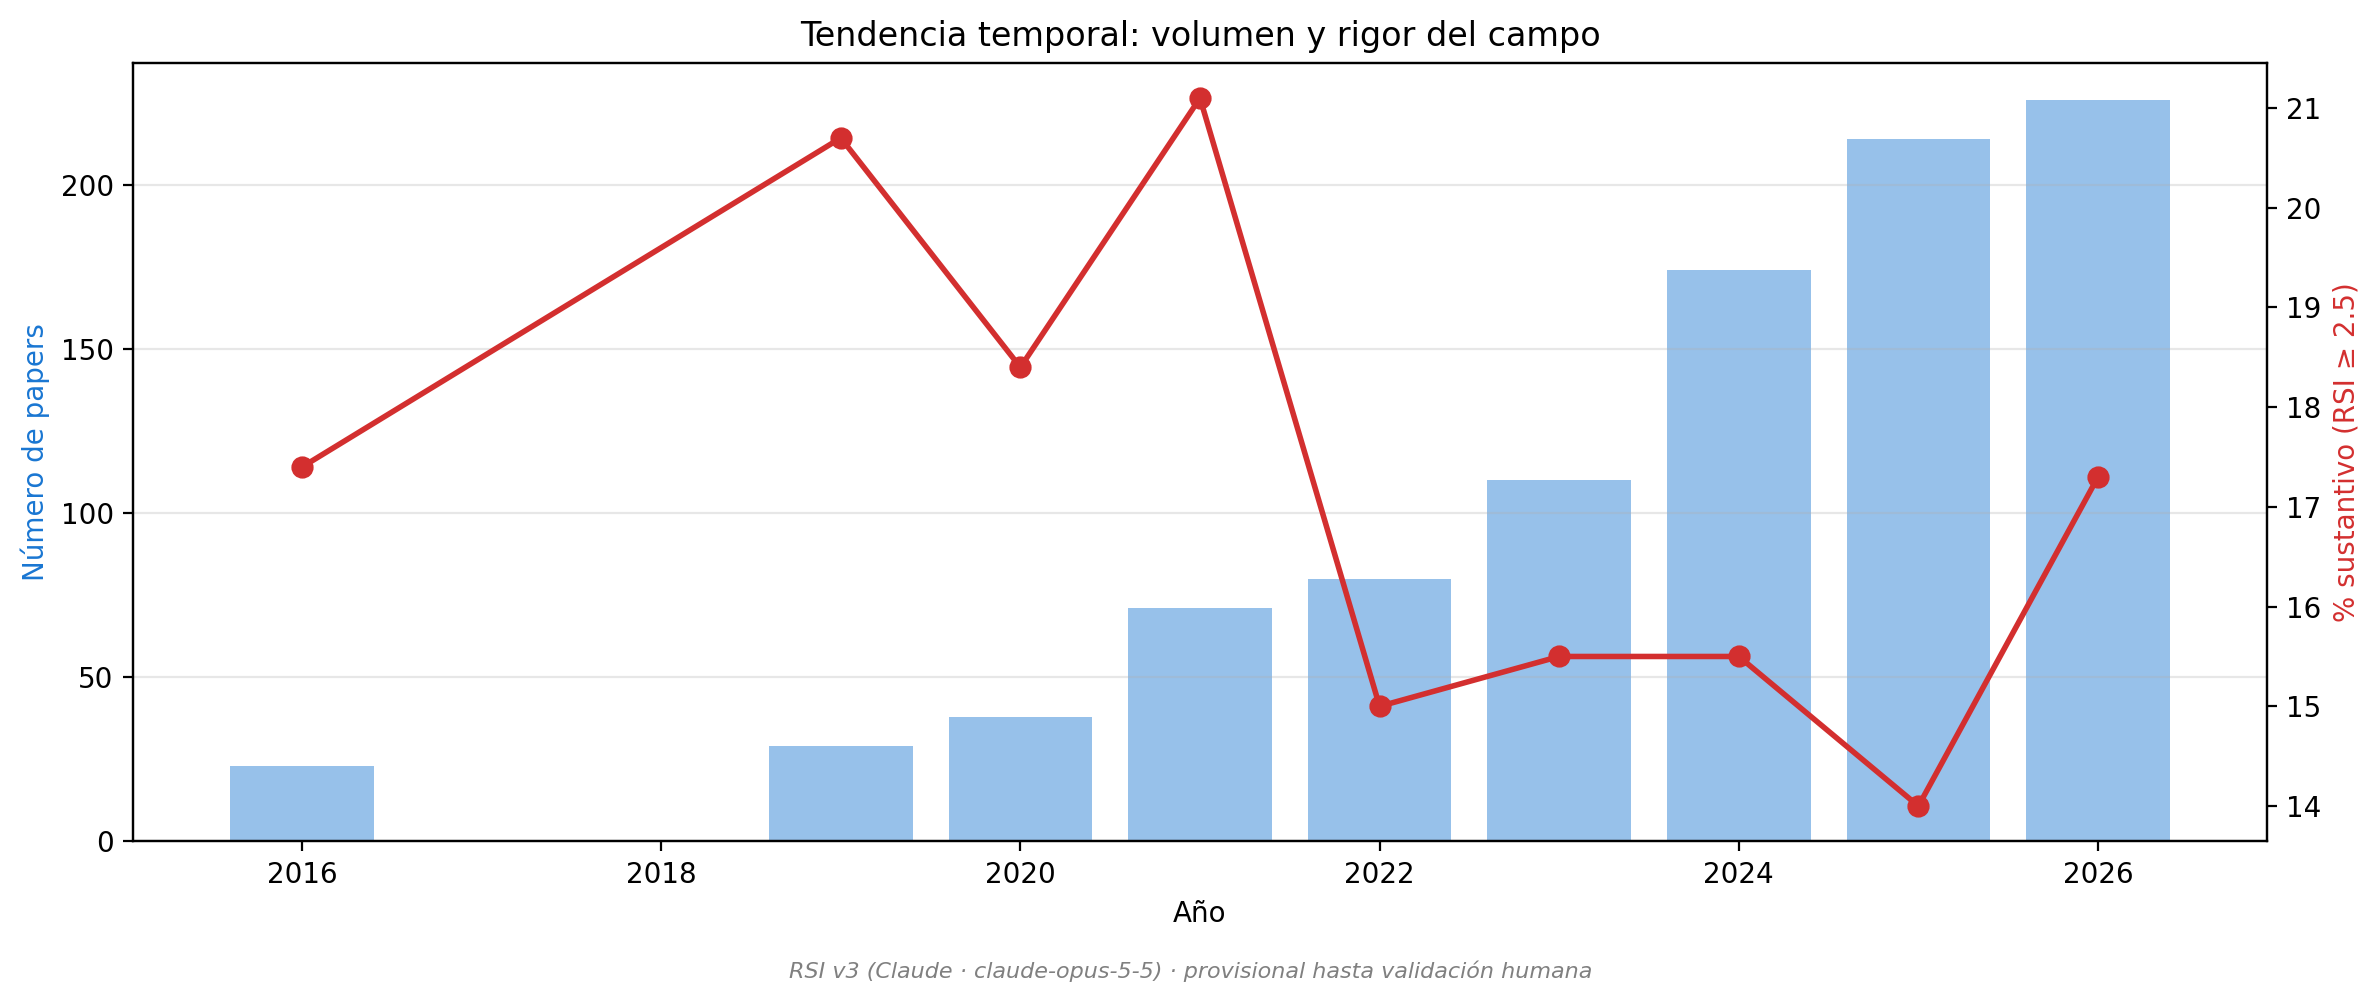 Tendencia temporal: volumen y rigor del campo
Número de papers
200
150
100
50
0
21
20
19
18
17
16
15
14
% sustantivo (RSI ≥ 2.5)
2016 2018 2020 2022 2024 2026
Año
RSI v3 (Claude · claude-opus-5-5) · provisional hasta validación humana